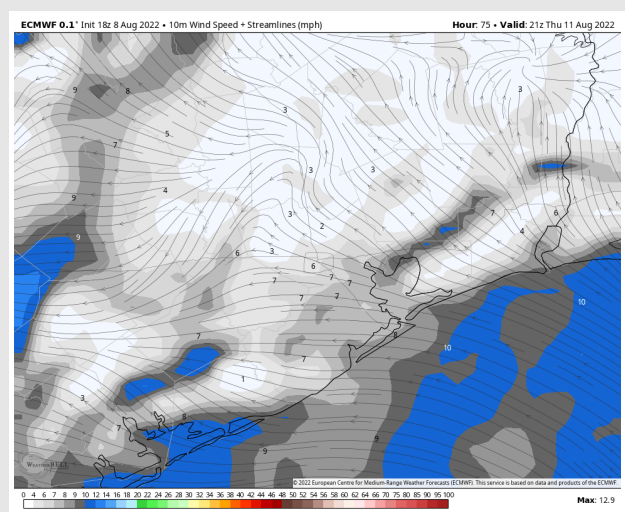 ECMWF 0.1° Init 18z 8 Aug 2022 • 10m Wind Speed + Streamlines (mph) Hour: 75 • Valid: 21z Thu 11 Aug 2022
9 8 3
3
5
7
3 3
4
9
3 7 6
2 4
9
6 3
6
7 7 7
7 7
10
8
7
10
7
1
3
8
7
9
9
WeatherBELL
© 2022 European Centre for Medium-Range Weather Forecasts (ECMWF). This service is based on data and products of the ECMWF.
0 4 6 7 8 9 10 12 14 16 18 20 22 24 26 28 30 32 34 36 38 40 42 44 46 48 50 52 54 56 58 60 62 64 66 70 75 80 85 90 95 100
Max: 12.9